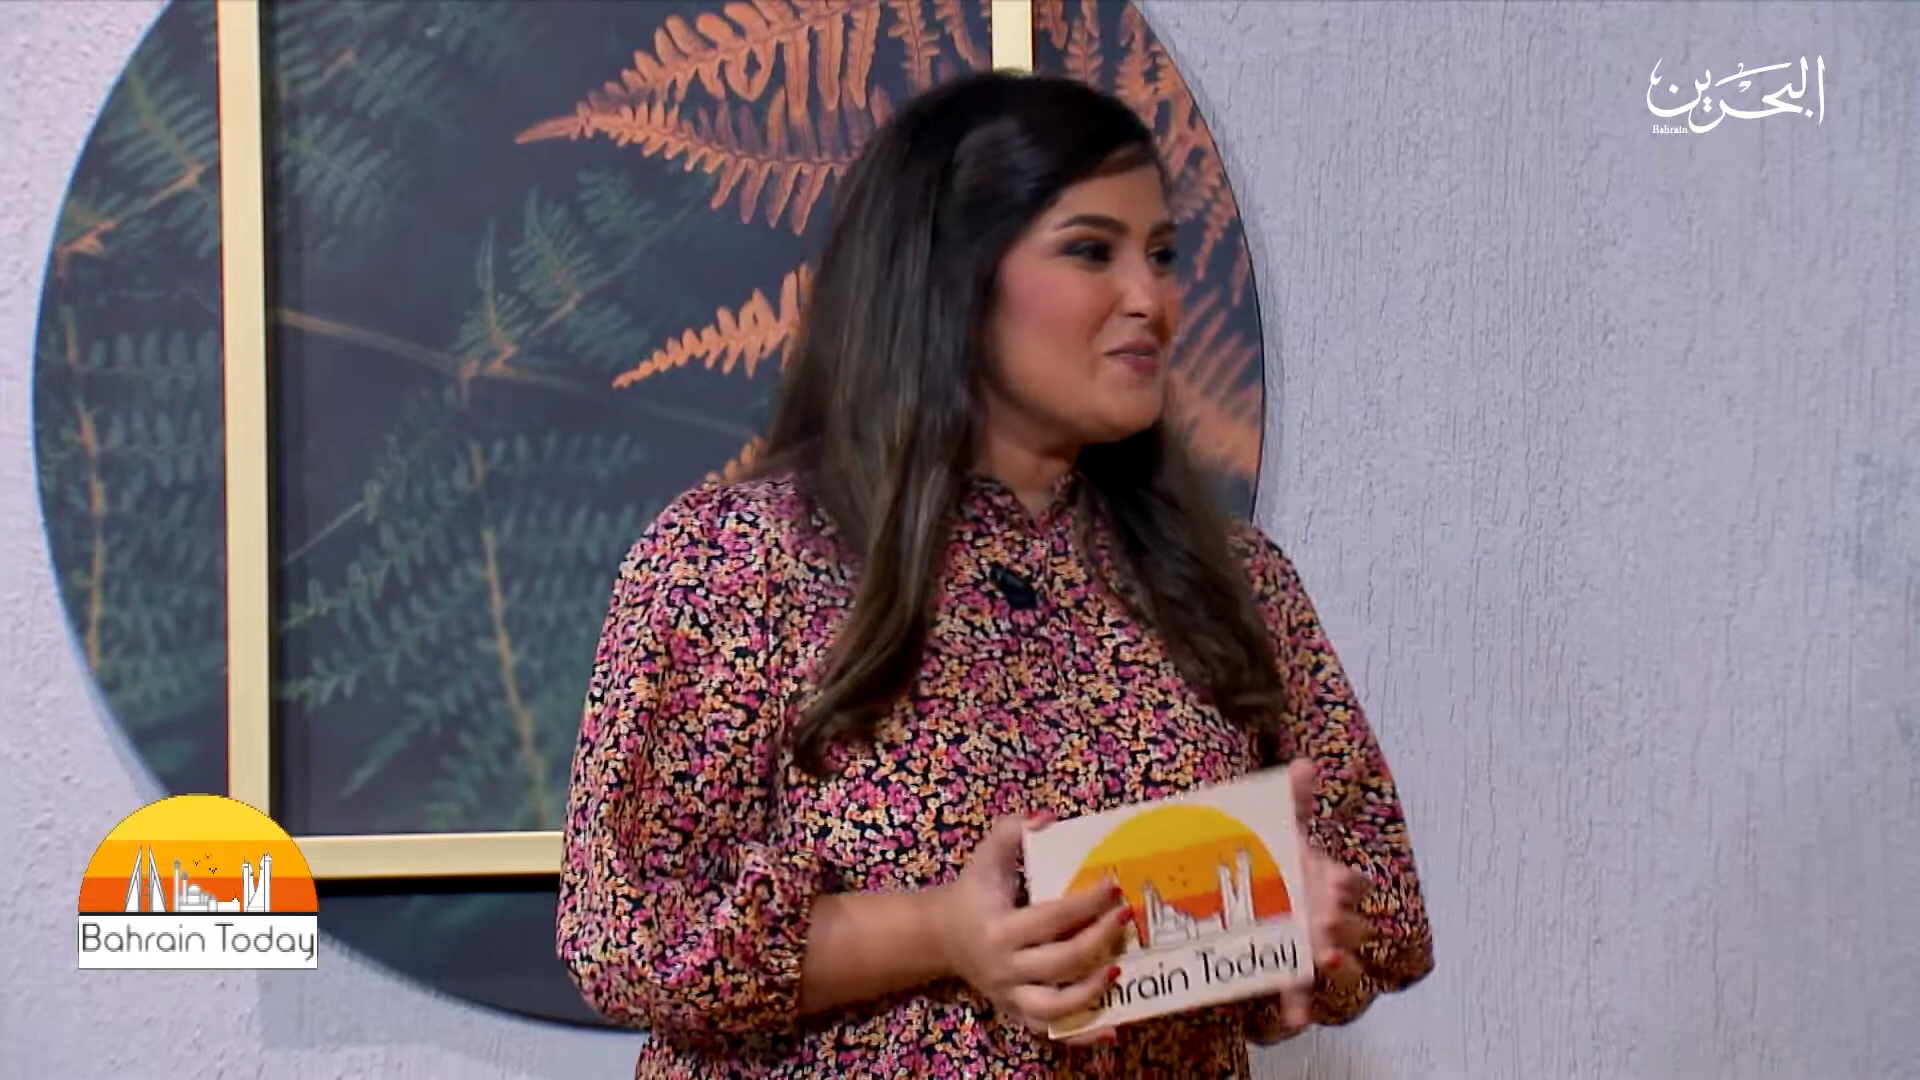 البحرين
Bahrain
Bahrain Today
hrain Today